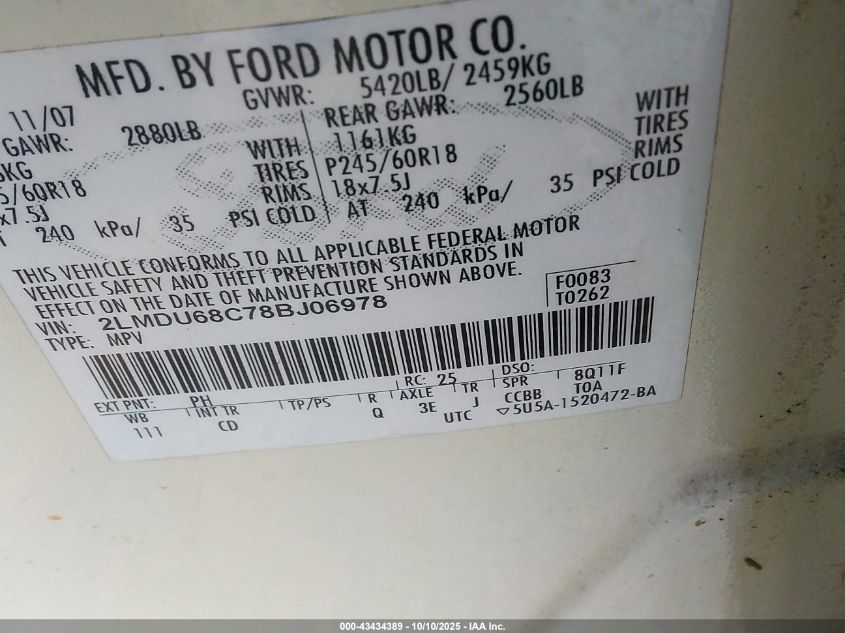 MFD. BY FORD MOTOR CO.
11/07 GVWR: 5420LB/ 2459KG
GAWR: 2880LB REAR GAWR: 2560LB
KG WITH 1161KG WITH
5/60R18 TIRES P245/60R18 TIRES
x7.5J RIMS 18x7.5J RIMS
240 kPa/ 35 PSI COLD AT 240 kPa/ 35 PSI COLD
THIS VEHICLE CONFORMS TO ALL APPLICABLE FEDERAL MOTOR
VEHICLE SAFETY AND THEFT PREVENTION STANDARDS IN
EFFECT ON THE DATE OF MANUFACTURE SHOWN ABOVE.
VIN: 2LMDU68C78BJ06978 F0083
TYPE: MPV T0262
EXT PNT: PH RC: 25 DSO:
WB INT TR TP/PS R AXLE TR SPR 8Q11F
111 CD Q 3E J CCBB TOA
UTC ▽5U5A-1520472-BA
000-43434389 - 10/10/2025 - IAA Inc.